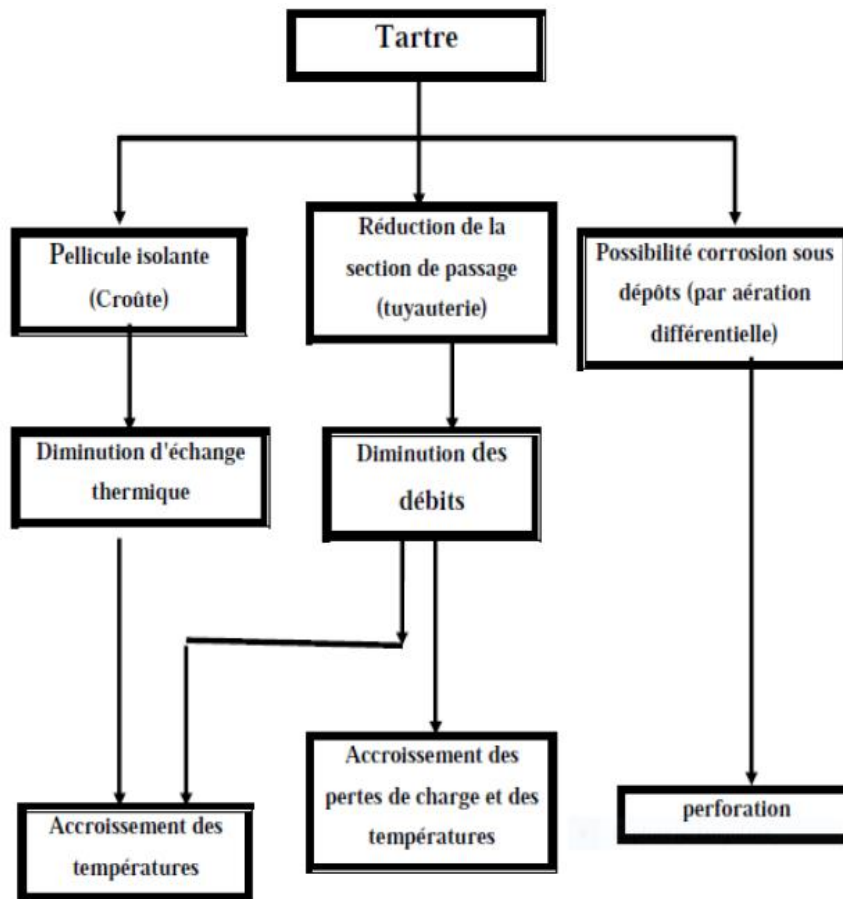 Tartre
Pellicule isolante
(Croûte)
Réduction de la
section de passage
(tuyauterie)
Possibilité corrosion sous
dépôts (par aération
différentielle)
Diminution d'échange
thermique
Diminution des
débits
Accroissement des
températures
Accroissement des
pertes de charge et des
températures
perforation